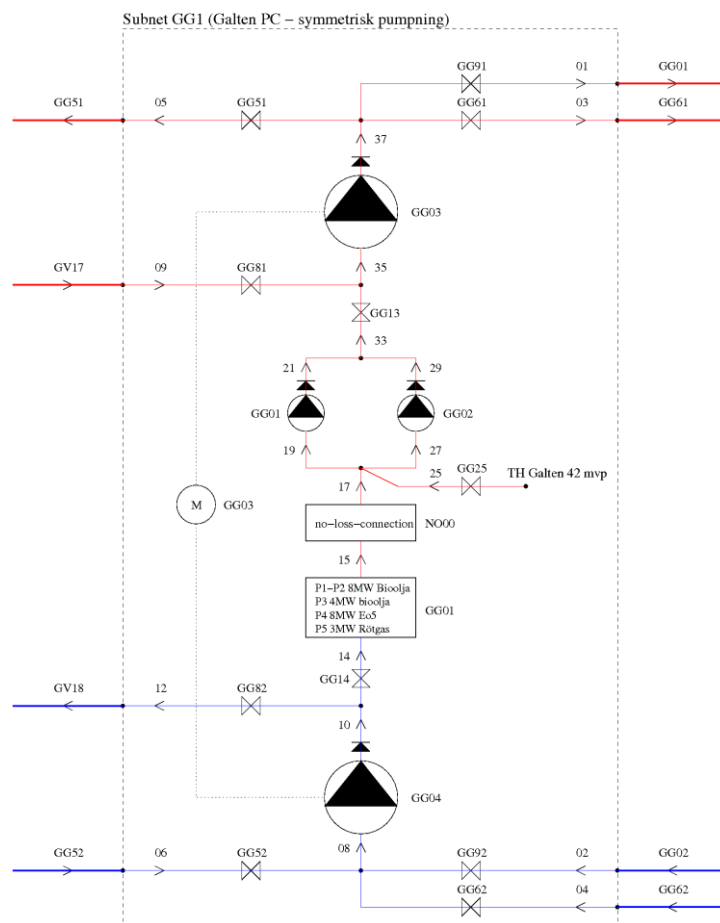 Subnet GG1 (Galten PC – symmetrisk pumpning)
GG91 01 GG01
GG51 05 GG51 GG61 03 GG61
37
GG03
GV17 09 GG81 35
GG13
33
21 29
GG01 GG02
19 27
17 25 GG25 TH Galten 42 mvp
M GG03
no–loss–connection NO00
15
P1–P2 8MW Bioolja
P3 4MW bioolja
P4 8MW Eo5
P5 3MW Rötgas
GG01
14
GG14
GV18 12 GG82
10
GG04
GG52 06 GG52 08 GG92 02 GG02
GG62 04 GG62